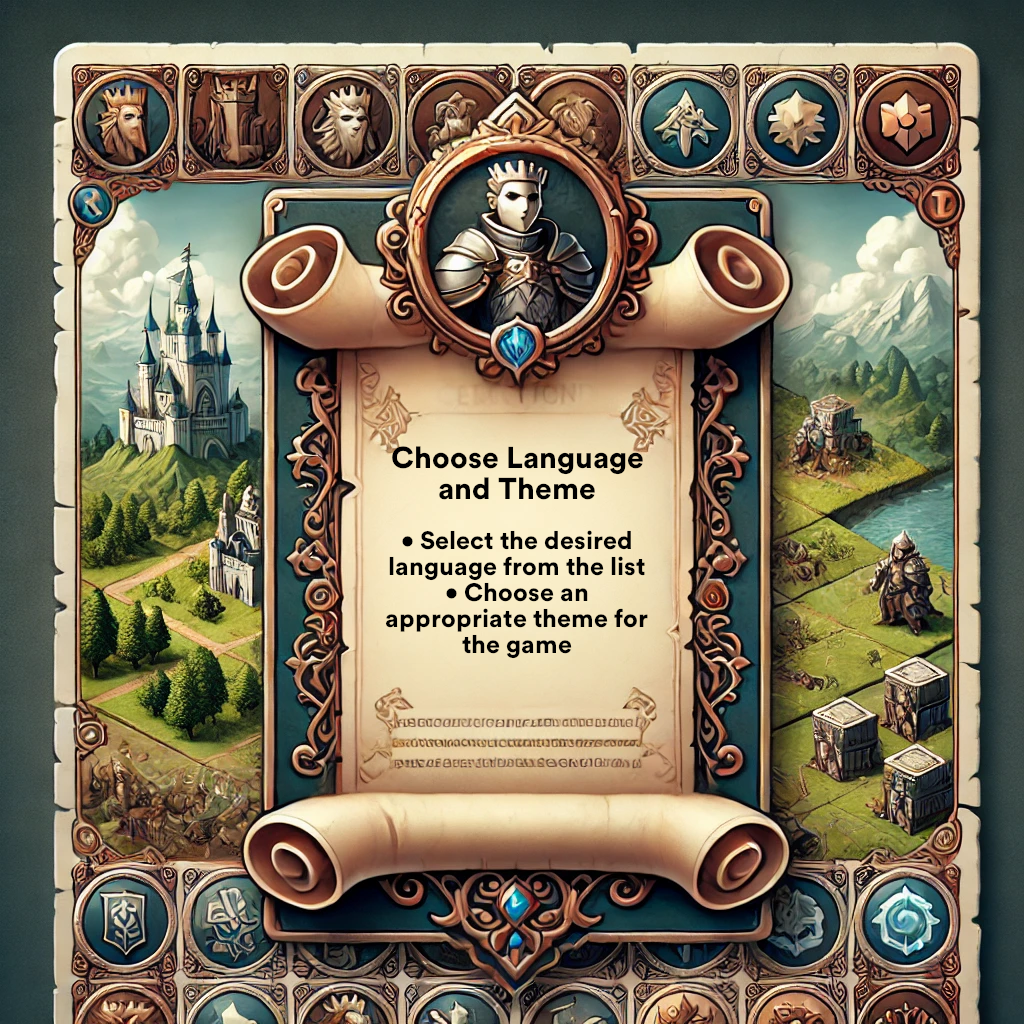 Choose Language
and Theme
• Select the desired
language from the list
• Choose an
appropriate theme for
the game